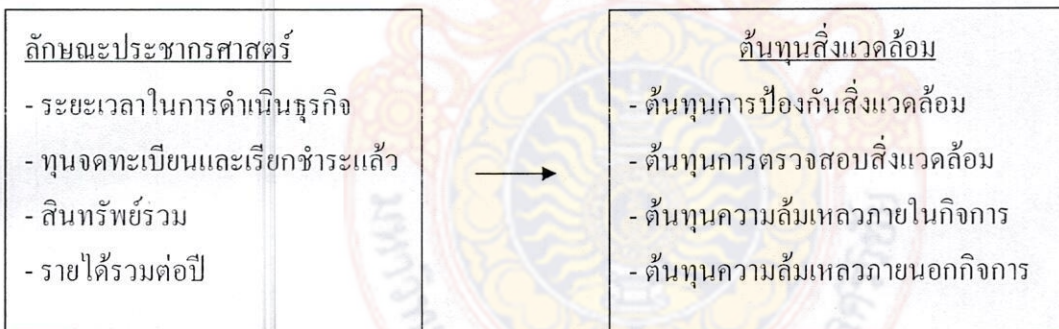 ลักษณะประชากรศาสตร์
- ระยะเวลาในการดำเนินธุรกิจ
- ทุนจดทะเบียนและเรียกชำระแล้ว
- สินทรัพย์รวม
- รายได้รวมต่อปี
ต้นทุนสิ่งแวดล้อม
- ต้นทุนการป้องกันสิ่งแวดล้อม
- ต้นทุนการตรวจสอบสิ่งแวดล้อม
- ต้นทุนความล้มเหลวภายในกิจการ
- ต้นทุนความล้มเหลวภายนอกกิจการ